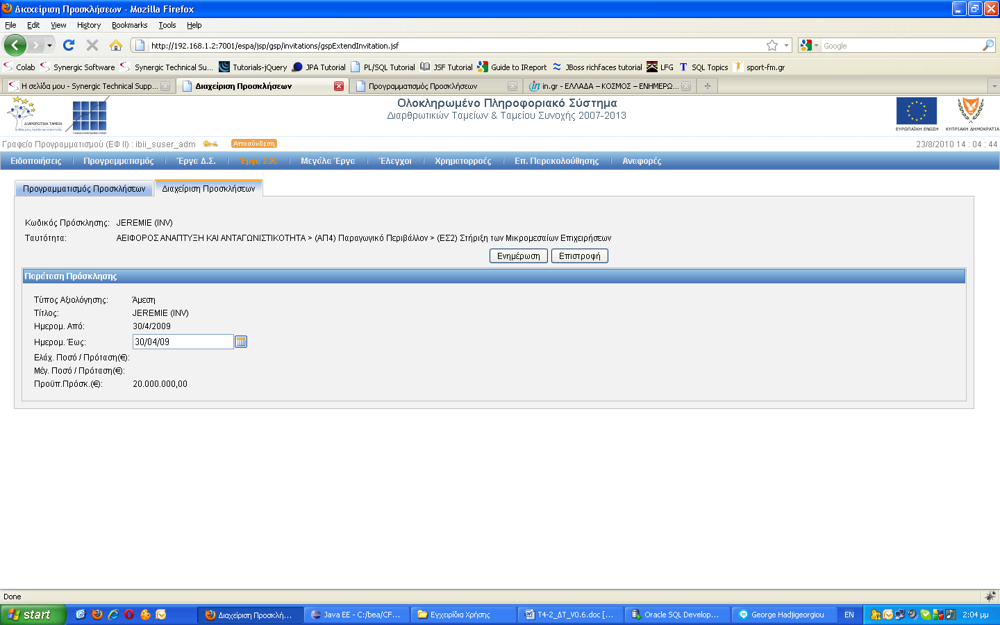 Διαχείριση Προσκλήσεων - Mozilla Firefox
File Edit View History Bookmarks Tools Help
http://192.168.1.2:7001/espa/jsp/gsp/invitations/gspExtendInvitation.jsf
Google
Colab Synergic Software Synergic Technical Su... Tutorials-jQuery JPA Tutorial PL/SQL Tutorial JSF Tutorial Guide to IReport JBoss richfaces tutorial LFG SQL Topics sport-fm.gr
Η σελίδα μου - Synergic Technical Supp... Διαχείριση Προσκλήσεων Προγραμματισμός Προσκλήσεων in.gr - ΕΛΛΑΔΑ – ΚΟΣΜΟΣ – ΕΝΗΜΕΡΩ...
Ολοκληρωμένο Πληροφοριακό Σύστημα
Διαρθρωτικών Ταμείων & Ταμείου Συνοχής 2007-2013
ΔΙΑΡΘΡΩΤΙΚΑ ΤΑΜΕΙΑ
ΕΥΡΩΠΑΪΚΗ ΕΝΩΣΗ ΚΥΠΡΙΑΚΗ ΔΗΜΟΚΡΑΤΙΑ
Γραφείο Προγραμματισμού (ΕΦ ΙΙ) : ibii_suser_adm Αποσύνδεση 23/8/2010 14 : 04 : 44
Ειδοποιήσεις Προγραμματισμός Έργα Δ.Σ. Έργα Σ.Χ. Μεγάλα Έργα Έλεγχοι Χρηματορροές Επ. Παρακολούθησης Αναφορές
Προγραμματισμός Προσκλήσεων Διαχείριση Προσκλήσεων
Κωδικός Πρόσκλησης: JEREMIE (INV)
Ταυτότητα: ΑΕΙΦΟΡΟΣ ΑΝΑΠΤΥΞΗ ΚΑΙ ΑΝΤΑΓΩΝΙΣΤΙΚΟΤΗΤΑ > (ΑΠ4) Παραγωγικό Περιβάλλον > (ΕΣ2) Στήριξη των Μικρομεσαίων Επιχειρήσεων
Ενημέρωση Επιστροφή
Παράταση Πρόσκλησης
Τύπος Αξιολόγησης: Άμεση
Τίτλος: JEREMIE (INV)
Ημερομ. Από: 30/4/2009
Ημερομ. Έως: 30/04/09
Ελάχ. Ποσό / Πρόταση(€):
Μέγ. Ποσό / Πρόταση(€):
Προϋπ.Πρόσκ.(€): 20.000.000,00
Done
start Διαχείριση Προσκλή... Java EE - C:/bea/CF... Εγχειρίδια Χρήσης T4-2_ΔΤ_V0.6.doc [... Oracle SQL Develop... George Hadjigeorgiou EN 2:04 μμ